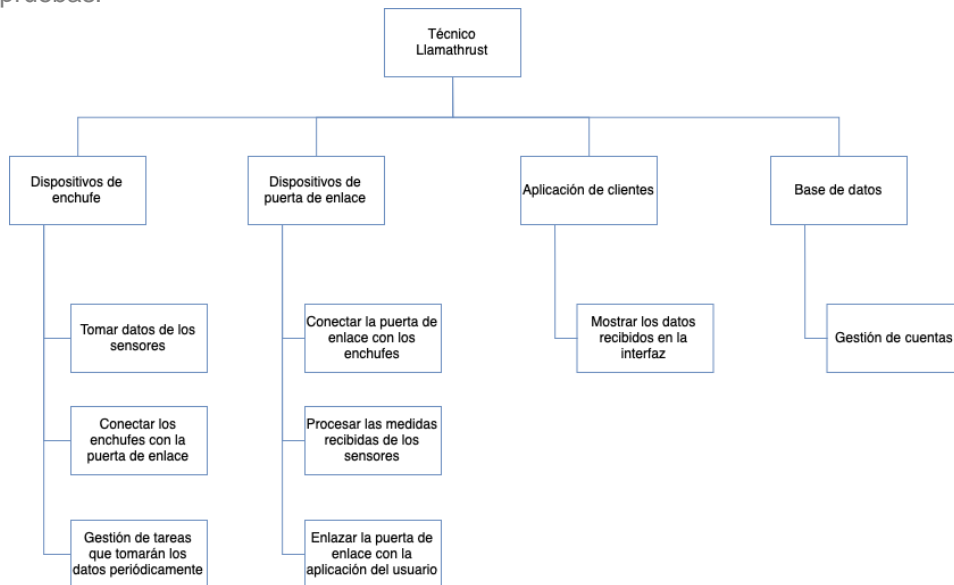 pruebas.
Técnico
Llamathrust
Dispositivos de
enchufe
Dispositivos de
puerta de enlace
Aplicación de clientes
Base de datos
Tomar datos de los
sensores
Conectar la puerta de
enlace con los
enchufes
Mostrar los datos
recibidos en la
interfaz
Gestión de cuentas
Conectar los
enchufes con la
puerta de enlace
Procesar las medidas
recibidas de los
sensores
Gestión de tareas
que tomarán los
datos periódicamente
Enlazar la puerta de
enlace con la
aplicación del usuario